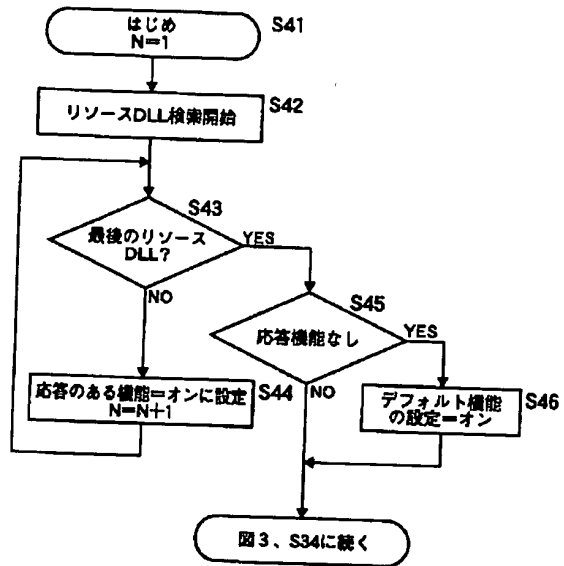 はじめ
N=1
S41
リソースDLL検索開始
S42
最後のリソース
DLL?
S43
YES
NO
応答機能なし
S45
YES
NO
応答のある機能=オンに設定
N=N+1
S44
デフォルト機能
の設定=オン
S46
図3、S34に続く